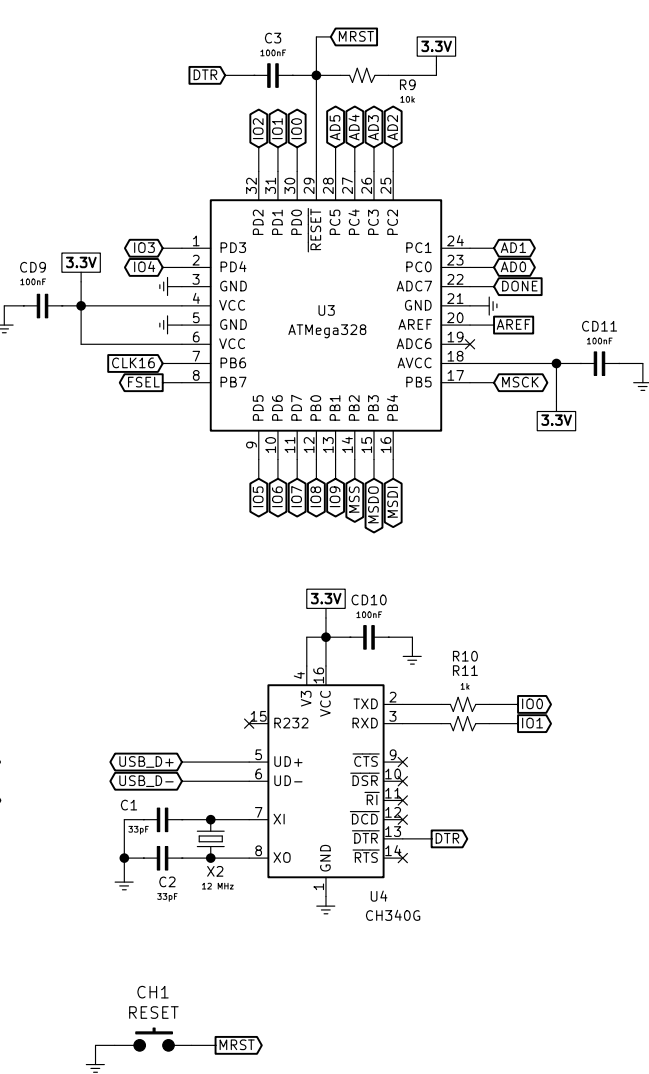 C3
100nF
MRST
3.3V
DTR
R9
10k
IO2
IO1
IO0
AD5
AD4
AD3
AD2
32
31
30
29
28
27
26
25
PD2
PD1
PD0
RESET
PC5
PC4
PC3
PC2
IO3 1 PD3
PC1 24 AD1
IO4 2 PD4
PC0 23 AD0
3 GND
ADC7 22 DONE
CD9
100nF
3.3V
4 VCC
GND 21
U3
ATMega328
5 GND
AREF 20 AREF
6 VCC
ADC6 19
CD11
100nF
CLK16 7 PB6
AVCC 18
FSEL 8 PB7
PB5 17 MSCK
3.3V
PD5
PD6
PD7
PB0
PB1
PB2
PB3
PB4
9
10
11
12
13
14
15
16
IO5
IO6
IO7
IO8
IO9
MSS
MSDO
MSDI
3.3V
CD10
100nF
4
16
V3
VCC
R10
R11
1k
TXD 2 IO0
15 R232
RXD 3 IO1
USB_D+ 5 UD+
CTS 9
USB_D- 6 UD-
DSR 10
RI 11
C1
33pF
7 XI
DCD 12
DTR 13 DTR
8 XO
RTS 14
GND
1
C2
33pF
X2
12 MHz
U4
CH340G
CH1
RESET
MRST